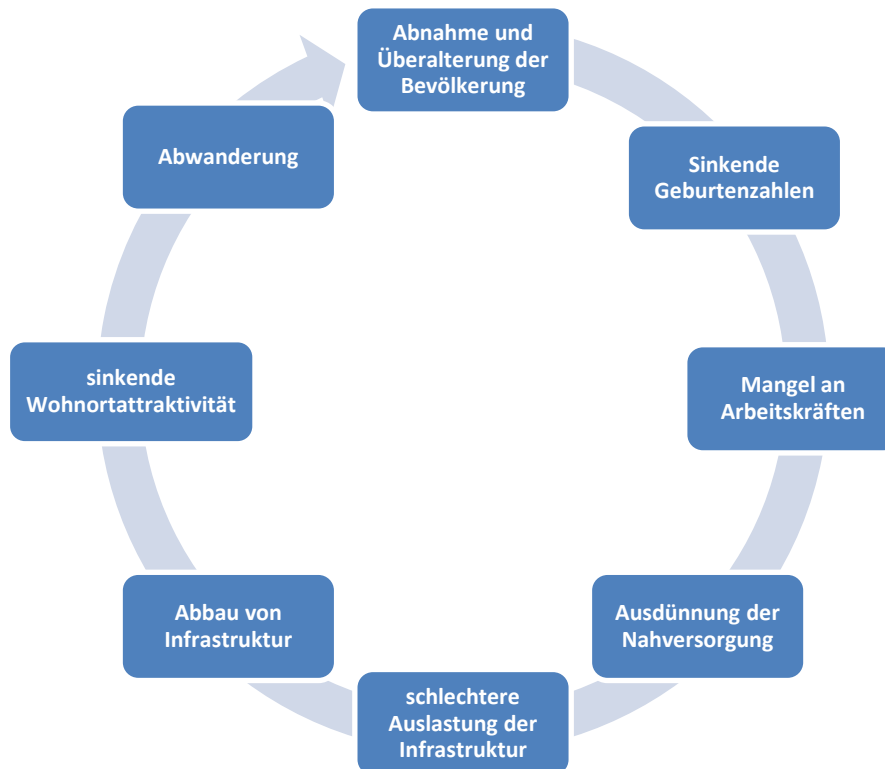 Abnahme und
Überalterung der
Bevölkerung
Sinkende
Geburtenzahlen
Mangel an
Arbeitskräften
Ausdünnung der
Nahversorgung
schlechtere
Auslastung der
Infrastruktur
Abbau von
Infrastruktur
sinkende
Wohnortattraktivität
Abwanderung